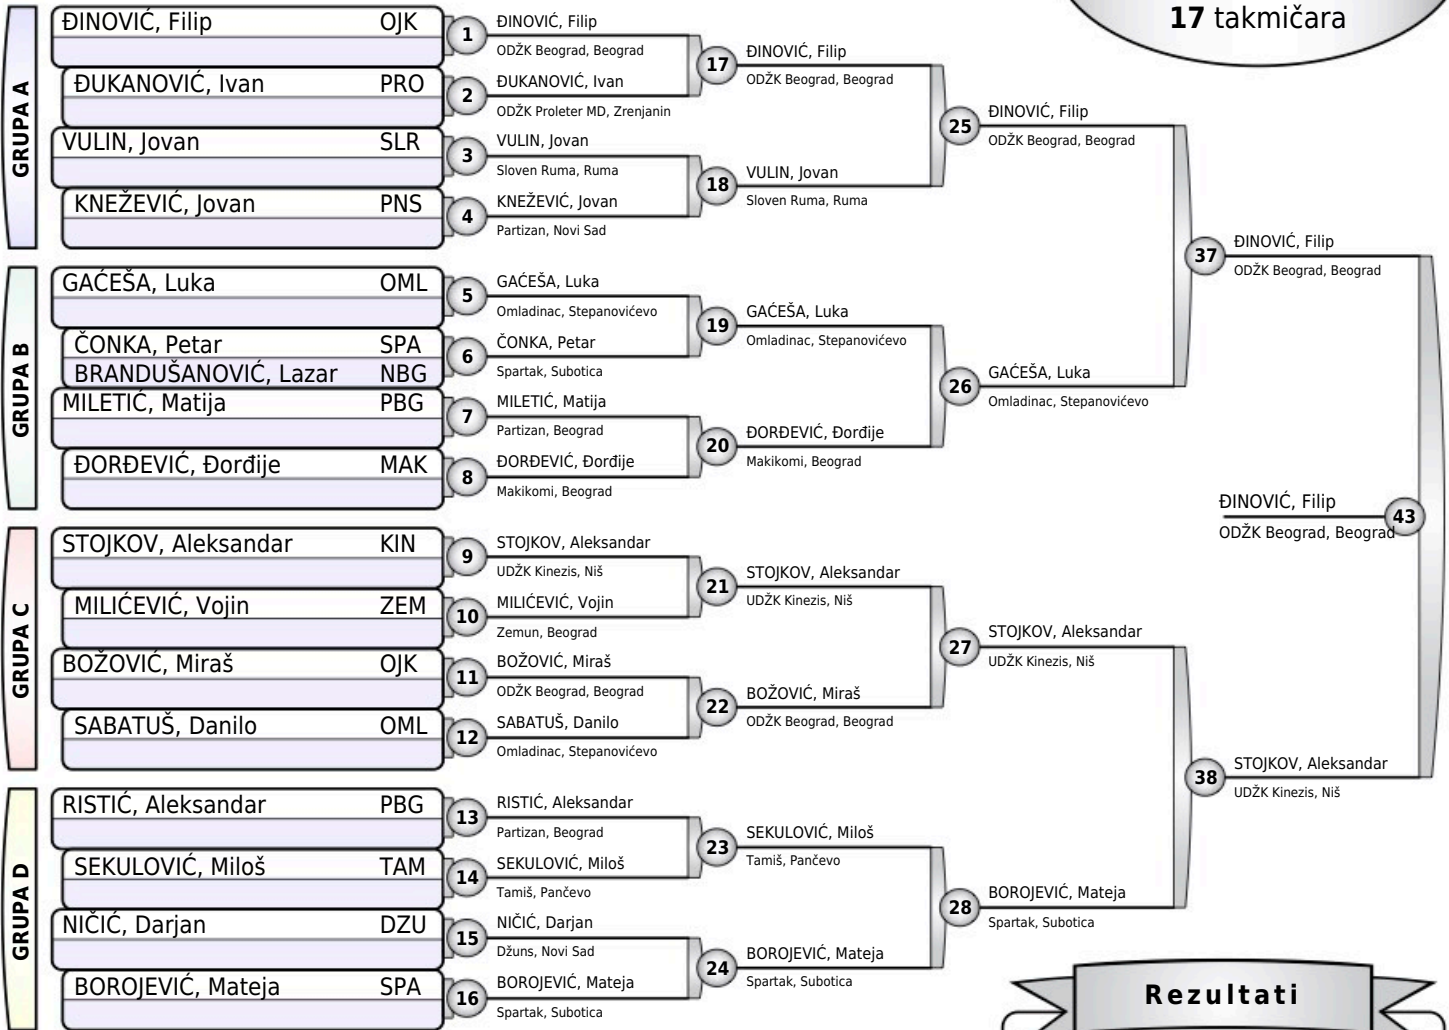 17 takmičara
GRUPA A
ĐINOVIĆ, Filip OJK
ĐUKANOVIĆ, Ivan PRO
VULIN, Jovan SLR
KNEŽEVIĆ, Jovan PNS
GRUPA B
GAĆEŠA, Luka OML
ČONKA, Petar SPA
BRANDUŠANOVIĆ, Lazar NBG
MILETIĆ, Matija PBG
ĐORĐEVIĆ, Đorđije MAK
GRUPA C
STOJKOV, Aleksandar KIN
MILIĆEVIĆ, Vojin ZEM
BOŽOVIĆ, Miraš OJK
SABATUŠ, Danilo OML
GRUPA D
RISTIĆ, Aleksandar PBG
SEKULOVIĆ, Miloš TAM
NIČIĆ, Darjan DZU
BOROJEVIĆ, Mateja SPA
1 ĐINOVIĆ, Filip
ODŽK Beograd, Beograd
2 ĐUKANOVIĆ, Ivan
ODŽK Proleter MD, Zrenjanin
3 VULIN, Jovan
Sloven Ruma, Ruma
4 KNEŽEVIĆ, Jovan
Partizan, Novi Sad
5 GAĆEŠA, Luka
Omladinac, Stepanovićevo
6 ČONKA, Petar
Spartak, Subotica
7 MILETIĆ, Matija
Partizan, Beograd
8 ĐORĐEVIĆ, Đorđije
Makikomi, Beograd
9 STOJKOV, Aleksandar
UDŽK Kinezis, Niš
10 MILIĆEVIĆ, Vojin
Zemun, Beograd
11 BOŽOVIĆ, Miraš
ODŽK Beograd, Beograd
12 SABATUŠ, Danilo
Omladinac, Stepanovićevo
13 RISTIĆ, Aleksandar
Partizan, Beograd
14 SEKULOVIĆ, Miloš
Tamiš, Pančevo
15 NIČIĆ, Darjan
Džuns, Novi Sad
16 BOROJEVIĆ, Mateja
Spartak, Subotica
17 ĐINOVIĆ, Filip
ODŽK Beograd, Beograd
18 VULIN, Jovan
Sloven Ruma, Ruma
19 GAĆEŠA, Luka
Omladinac, Stepanovićevo
20 ĐORĐEVIĆ, Đorđije
Makikomi, Beograd
21 STOJKOV, Aleksandar
UDŽK Kinezis, Niš
22 BOŽOVIĆ, Miraš
ODŽK Beograd, Beograd
23 SEKULOVIĆ, Miloš
Tamiš, Pančevo
24 BOROJEVIĆ, Mateja
Spartak, Subotica
25 ĐINOVIĆ, Filip
ODŽK Beograd, Beograd
26 GAĆEŠA, Luka
Omladinac, Stepanovićevo
27 STOJKOV, Aleksandar
UDŽK Kinezis, Niš
28 BOROJEVIĆ, Mateja
Spartak, Subotica
37 ĐINOVIĆ, Filip
ODŽK Beograd, Beograd
38 STOJKOV, Aleksandar
UDŽK Kinezis, Niš
ĐINOVIĆ, Filip 43
ODŽK Beograd, Beograd
Rezultati